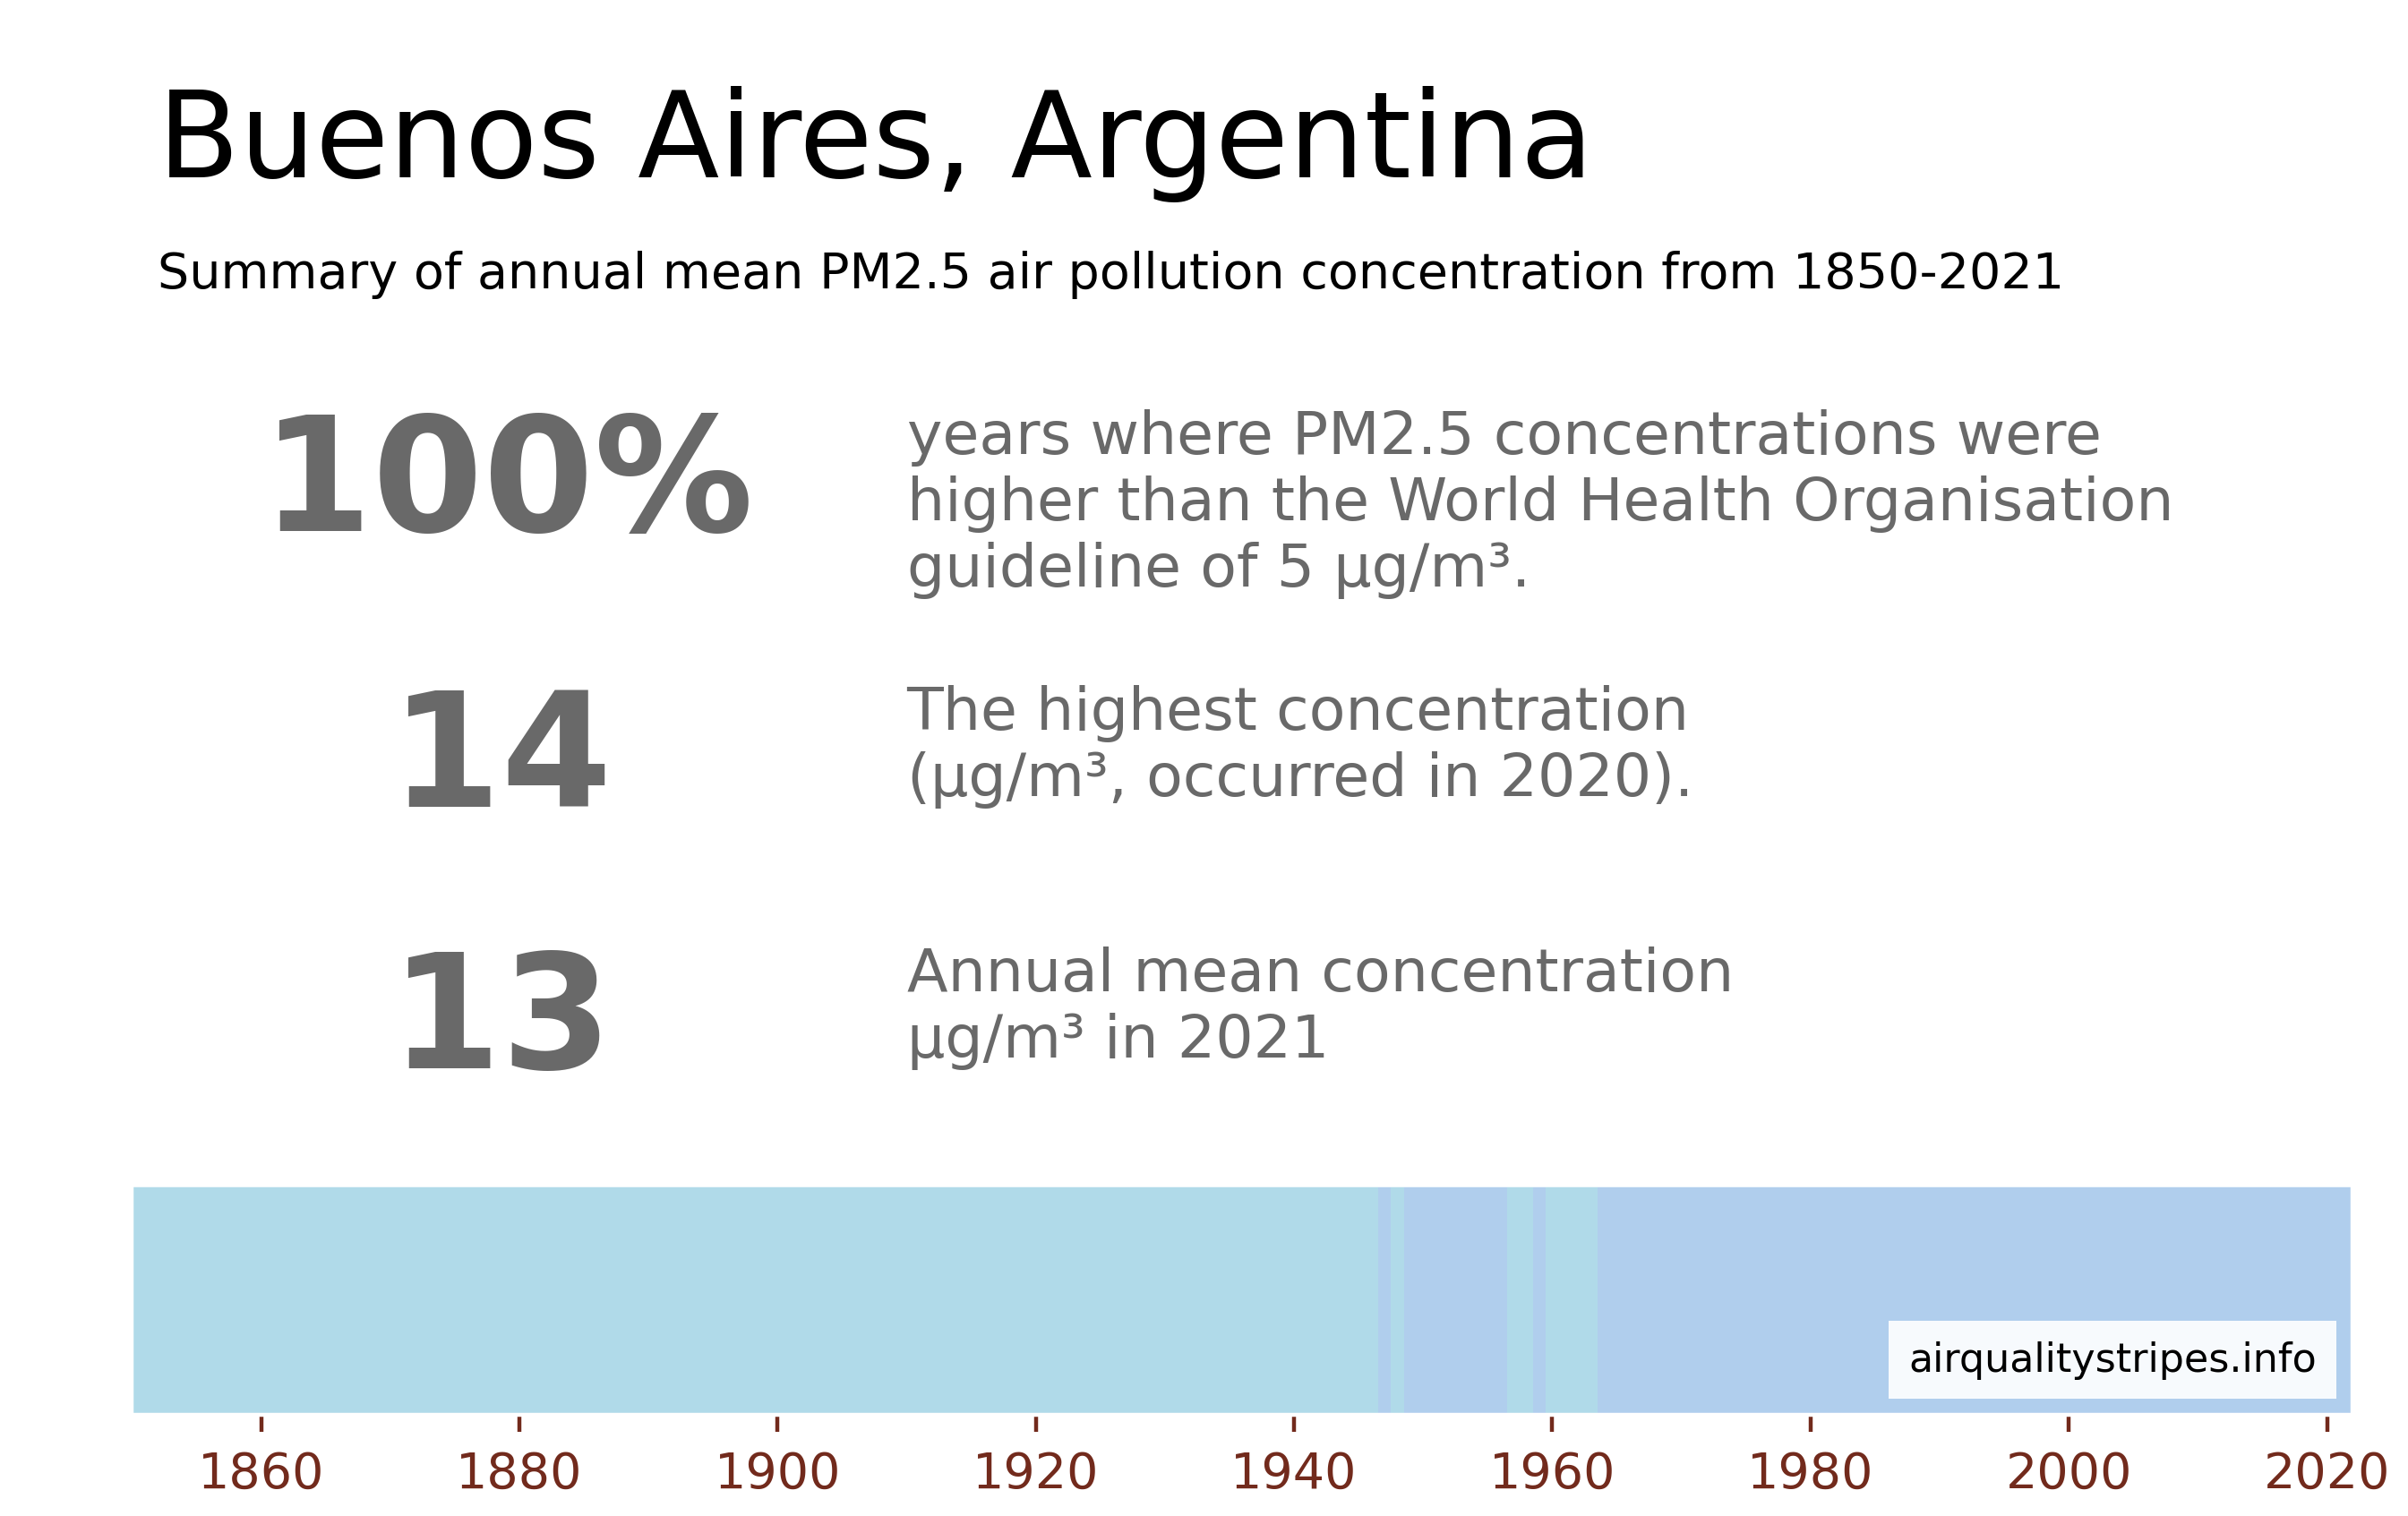 Buenos Aires, Argentina
Summary of annual mean PM2.5 air pollution concentration from 1850-2021
100%
years where PM2.5 concentrations were
higher than the World Health Organisation
guideline of 5 µg/m³.
14
The highest concentration
(µg/m³, occurred in 2020).
13
Annual mean concentration
µg/m³ in 2021
airqualitystripes.info
1860 1880 1900 1920 1940 1960 1980 2000 2020